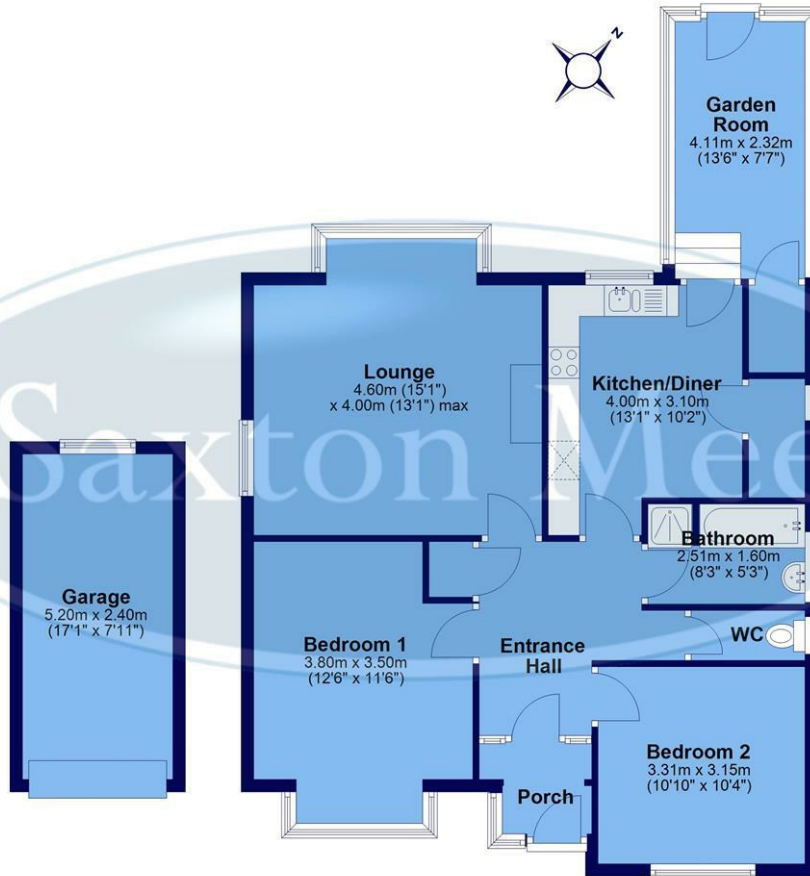 N
Garden
Room
4.11m x 2.32m
(13'6" x 7'7")
Lounge
4.60m (15'1")
x 4.00m (13'1") max
Kitchen/Diner
4.00m x 3.10m
(13'1" x 10'2")
Saxton Mee
Bathroom
2.51m x 1.60m
(8'3" x 5'3")
Garage
5.20m x 2.40m
(17'1" x 7'11")
Bedroom 1
3.80m x 3.50m
(12'6" x 11'6")
Entrance
Hall
WC
Bedroom 2
3.31m x 3.15m
(10'10" x 10'4")
Porch